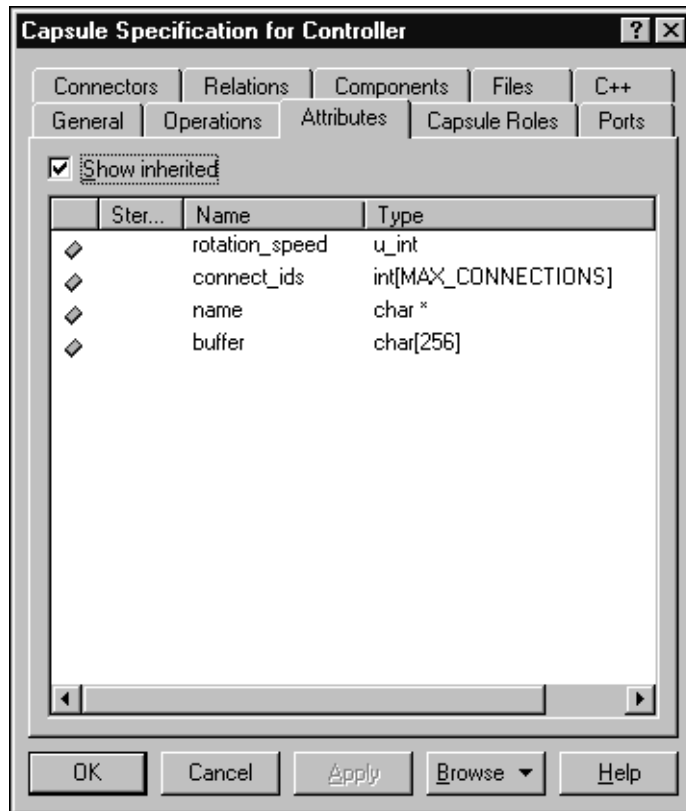 Capsule Specification for Controller
Connectors Relations Components Files C++
General Operations Attributes Capsule Roles Ports
Show inherited
Ster... Name Type
rotation_speed u_int
connect_ids int[MAX_CONNECTIONS]
name char *
buffer char[256]
OK Cancel Apply Browse Help